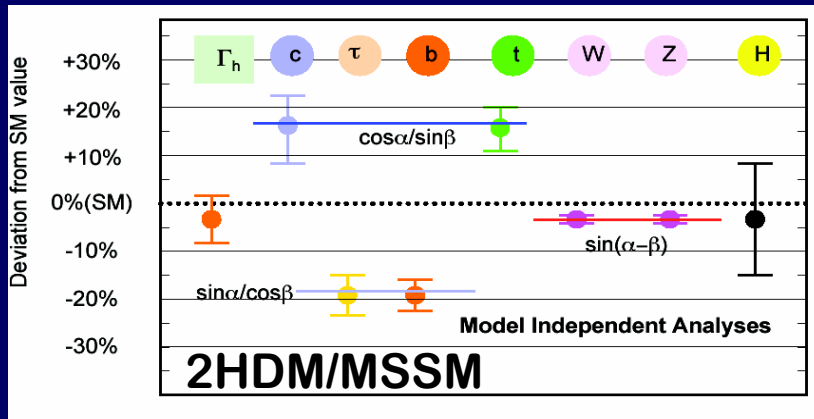 Deviation from SM value
+30%
+20%
+10%
0%(SM)
-10%
-20%
-30%
Γh c τ b t W Z H
cosα/sinβ
sin(α−β)
sinα/cosβ
Model Independent Analyses
2HDM/MSSM